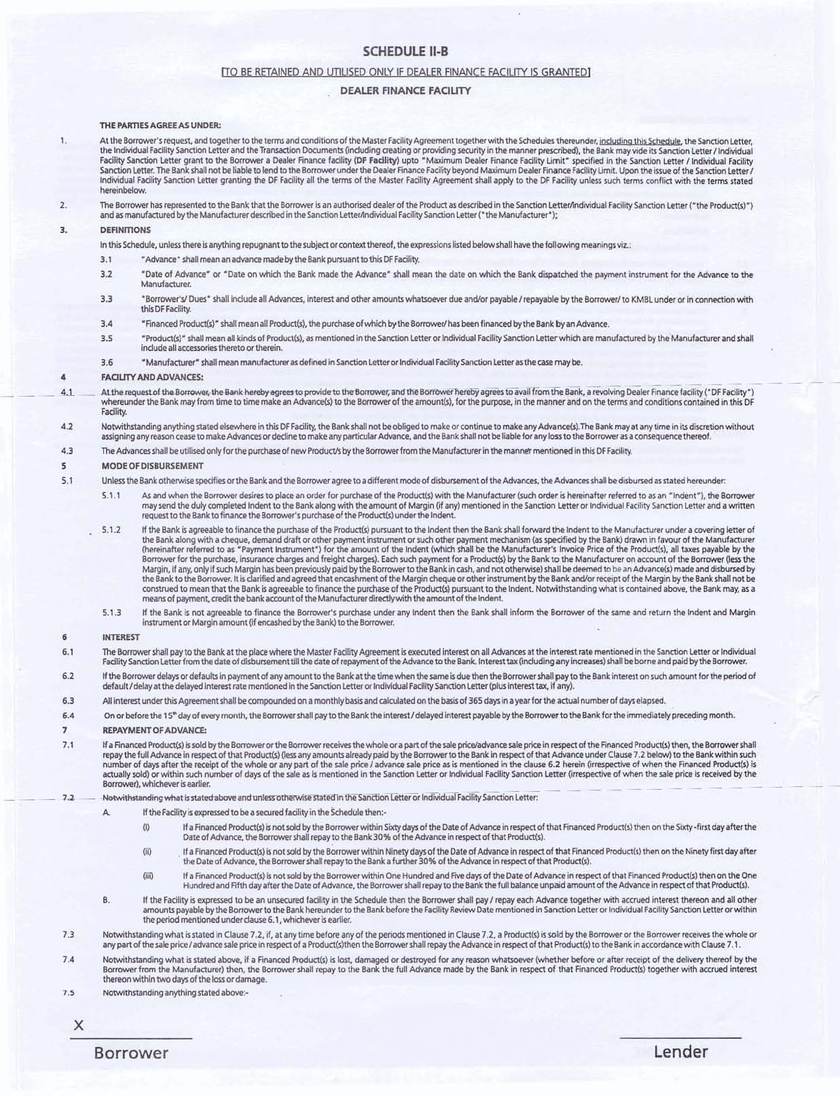 SCHEDULE II-B
[TO BE RETAINED AND UTILISED ONLY IF DEALER FINANCE FACILITY IS GRANTED]
DEALER FINANCE FACILITY
THE PARTIES AGREE AS UNDER:
1. At the Borrower's request, and together to the terms and conditions of the Master Facility Agreement together with the Schedules thereunder, including this Schedule, the Sanction Letter,
the Individual Facility Sanction Letter and the Transaction Documents (including creating or providing security in the manner prescribed), the Bank may vide its Sanction Letter / Individual
Facility Sanction Letter grant to the Borrower a Dealer Finance facility (DF Facility) upto "Maximum Dealer Finance Facility Limit" specified in the Sanction Letter / Individual Facility
Sanction Letter. The Bank shall not be liable to lend to the Borrower under the Dealer Finance Facility beyond Maximum Dealer Finance Facility Limit. Upon the issue of the Sanction Letter /
Individual Facility Sanction Letter granting the DF Facility all the terms of the Master Facility Agreement shall apply to the DF Facility unless such terms conflict with the terms stated
hereinbelow.
2. The Borrower has represented to the Bank that the Borrower is an authorised dealer of the Product as described in the Sanction Letter/Individual Facility Sanction Letter ("the Product(s)")
and as manufactured by the Manufacturer described in the Sanction Letter/Individual Facility Sanction Letter ("the Manufacturer");
3. DEFINITIONS
In this Schedule, unless there is anything repugnant to the subject or context thereof, the expressions listed below shall have the following meanings viz.:
3.1 "Advance" shall mean an advance made by the Bank pursuant to this DF Facility.
3.2 "Date of Advance" or "Date on which the Bank made the Advance" shall mean the date on which the Bank dispatched the payment instrument for the Advance to the
Manufacturer.
3.3 "Borrower's/ Dues" shall include all Advances, interest and other amounts whatsoever due and/or payable / repayable by the Borrower/ to KMBL under or in connection with
this DF Facility.
3.4 "Financed Product(s)" shall mean all Product(s), the purchase of which by the Borrower/ has been financed by the Bank by an Advance.
3.5 "Product(s)" shall mean all kinds of Product(s), as mentioned in the Sanction Letter or Individual Facility Sanction Letter which are manufactured by the Manufacturer and shall
include all accessories thereto or therein.
3.6 "Manufacturer" shall mean manufacturer as defined in Sanction Letter or Individual Facility Sanction Letter as the case may be.
4 FACILITY AND ADVANCES:
4.1 At the request of the Borrower, the Bank hereby agrees to provide to the Borrower, and the Borrower hereby agrees to avail from the Bank, a revolving Dealer Finance facility ("DF Facility")
whereunder the Bank may from time to time make an Advance(s) to the Borrower of the amount(s), for the purpose, in the manner and on the terms and conditions contained in this DF
Facility.
4.2 Notwithstanding anything stated elsewhere in this DF Facility, the Bank shall not be obliged to make or continue to make any Advance(s).The Bank may at any time in its discretion without
assigning any reason cease to make Advances or decline to make any particular Advance, and the Bank shall not be liable for any loss to the Borrower as a consequence thereof.
4.3 The Advances shall be utilised only for the purchase of new Product/s by the Borrower from the Manufacturer in the manner mentioned in this DF Facility.
5 MODE OF DISBURSEMENT
5.1 Unless the Bank otherwise specifies or the Bank and the Borrower agree to a different mode of disbursement of the Advances, the Advances shall be disbursed as stated hereunder:
5.1.1 As and when the Borrower desires to place an order for purchase of the Product(s) with the Manufacturer (such order is hereinafter referred to as an "Indent"), the Borrower
may send the duly completed Indent to the Bank along with the amount of Margin (if any) mentioned in the Sanction Letter or Individual Facility Sanction Letter and a written
request to the Bank to finance the Borrower's purchase of the Product(s) under the Indent.
5.1.2 If the Bank is agreeable to finance the purchase of the Product(s) pursuant to the Indent then the Bank shall forward the Indent to the Manufacturer under a covering letter of
the Bank along with a cheque, demand draft or other payment instrument or such other payment mechanism (as specified by the Bank) drawn in favour of the Manufacturer
(hereinafter referred to as "Payment Instrument") for the amount of the Indent (which shall be the Manufacturer's Invoice Price of the Product(s), all taxes payable by the
Borrower for the purchase, insurance charges and freight charges). Each such payment for a Product(s) by the Bank to the Manufacturer on account of the Borrower (less the
Margin, if any, only if such Margin has been previously paid by the Borrower to the Bank in cash, and not otherwise) shall be deemed to be an Advance(s) made and disbursed by
the Bank to the Borrower. It is clarified and agreed that encashment of the Margin cheque or other instrument by the Bank and/or receipt of the Margin by the Bank shall not be
construed to mean that the Bank is agreeable to finance the purchase of the Product(s) pursuant to the Indent. Notwithstanding what is contained above, the Bank may, as a
means of payment, credit the bank account of the Manufacturer directly with the amount of the Indent.
5.1.3 If the Bank is not agreeable to finance the Borrower's purchase under any Indent then the Bank shall inform the Borrower of the same and return the Indent and Margin
instrument or Margin amount (if encashed by the Bank) to the Borrower.
6 INTEREST
6.1 The Borrower shall pay to the Bank at the place where the Master Facility Agreement is executed interest on all Advances at the interest rate mentioned in the Sanction Letter or Individual
Facility Sanction Letter from the date of disbursement till the date of repayment of the Advance to the Bank. Interest tax (including any increases) shall be borne and paid by the Borrower.
6.2 If the Borrower delays or defaults in payment of any amount to the Bank at the time when the same is due then the Borrower shall pay to the Bank interest on such amount for the period of
default / delay at the delayed interest rate mentioned in the Sanction Letter or Individual Facility Sanction Letter (plus interest tax, if any).
6.3 All interest under this Agreement shall be compounded on a monthly basis and calculated on the basis of 365 days in a year for the actual number of days elapsed.
6.4 On or before the 15th day of every month, the Borrower shall pay to the Bank the interest / delayed interest payable by the Borrower to the Bank for the immediately preceding month.
7 REPAYMENT OF ADVANCE:
7.1 If a Financed Product(s) is sold by the Borrower or the Borrower receives the whole or a part of the sale price/advance sale price in respect of the Financed Product(s) then, the Borrower shall
repay the full Advance in respect of that Product(s) (less any amounts already paid by the Borrower to the Bank in respect of that Advance under Clause 7.2 below) to the Bank within such
number of days after the receipt of the whole or any part of the sale price / advance sale price as is mentioned in the clause 6.2 herein (irrespective of when the Financed Product(s) is
actually sold) or within such number of days of the sale as is mentioned in the Sanction Letter or Individual Facility Sanction Letter (irrespective of when the sale price is received by the
Borrower), whichever is earlier.
7.2 Notwithstanding what is stated above and unless otherwise stated in the Sanction Letter or Individual Facility Sanction Letter:
A. If the Facility is expressed to be a secured facility in the Schedule then:-
(i) If a Financed Product(s) is not sold by the Borrower within Sixty days of the Date of Advance in respect of that Financed Product(s) then on the Sixty -first day after the
Date of Advance, the Borrower shall repay to the Bank 30% of the Advance in respect of that Product(s).
(ii) If a Financed Product(s) is not sold by the Borrower within Ninety days of the Date of Advance in respect of that Financed Product(s) then on the Ninety first day after
the Date of Advance, the Borrower shall repay to the Bank a further 30% of the Advance in respect of that Product(s).
(iii) If a Financed Product(s) is not sold by the Borrower within One Hundred and Five days of the Date of Advance in respect of that Financed Product(s) then on the One
Hundred and Fifth day after the Date of Advance, the Borrower shall repay to the Bank the full balance unpaid amount of the Advance in respect of that Product(s).
B. If the Facility is expressed to be an unsecured facility in the Schedule then the Borrower shall pay / repay each Advance together with accrued interest thereon and all other
amounts payable by the Borrower to the Bank hereunder to the Bank before the Facility Review Date mentioned in Sanction Letter or Individual Facility Sanction Letter or within
the period mentioned under clause 6.1, whichever is earlier.
7.3 Notwithstanding what is stated in Clause 7.2, if, at any time before any of the periods mentioned in Clause 7.2, a Product(s) is sold by the Borrower or the Borrower receives the whole or
any part of the sale price / advance sale price in respect of a Product(s)then the Borrower shall repay the Advance in respect of that Product(s) to the Bank in accordance with Clause 7.1.
7.4 Notwithstanding what is stated above, if a Financed Product(s) is lost, damaged or destroyed for any reason whatsoever (whether before or after receipt of the delivery thereof by the
Borrower from the Manufacturer) then, the Borrower shall repay to the Bank the full Advance made by the Bank in respect of that Financed Product(s) together with accrued interest
thereon within two days of the loss or damage.
7.5 Notwithstanding anything stated above:-
X
Borrower Lender